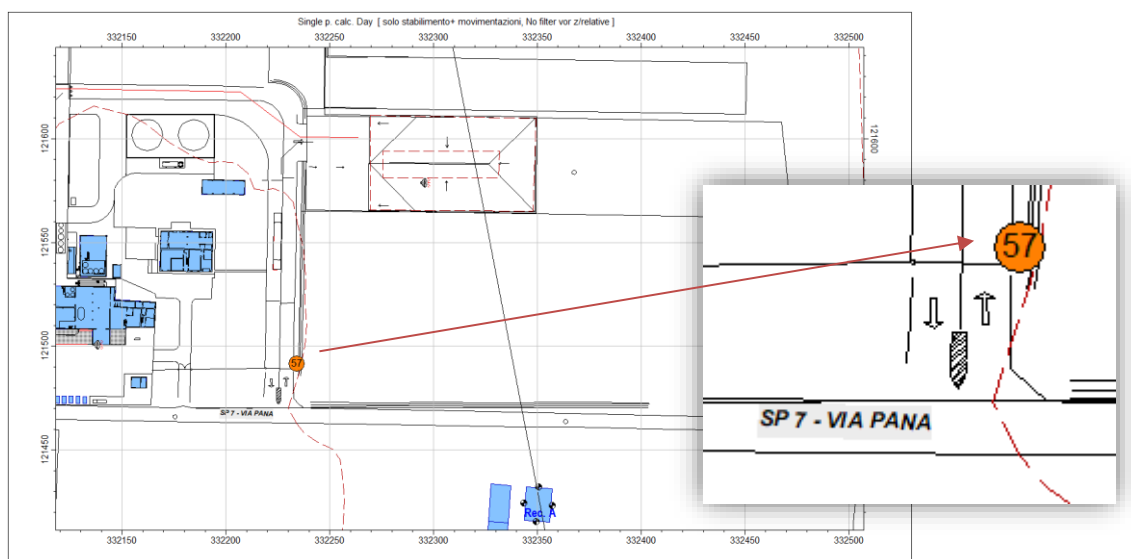 Single p. calc. Day [ solo stabilimento+ movimentazioni, No filter vor z/relative ]
332150 332200 332250 332300 332350 332400 332450 332500
121600
121600
121550
57
121500
57
SP 7 - VIA PANA
SP 7 - VIA PANA
121450
Rec. A
332150 332200 332250 332300 332350 332400 332450 332500